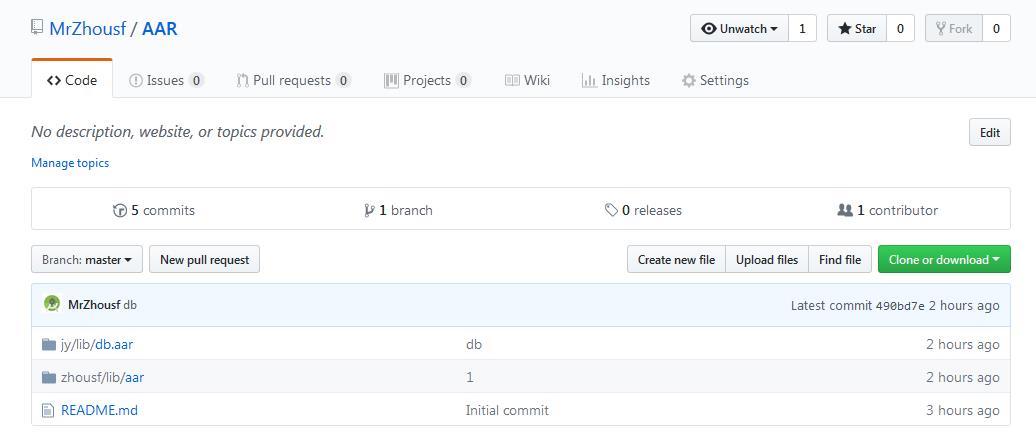 MrZhousf / AAR
Unwatch 1 Star 0 Fork 0
Code Issues 0 Pull requests 0 Projects 0 Wiki Insights Settings
No description, website, or topics provided. Edit
Manage topics
5 commits 1 branch 0 releases 1 contributor
Branch: master New pull request Create new file Upload files Find file Clone or download
MrZhousf db Latest commit 490bd7e 2 hours ago
jy/lib/db.aar db 2 hours ago
zhousf/lib/aar 1 2 hours ago
README.md Initial commit 3 hours ago